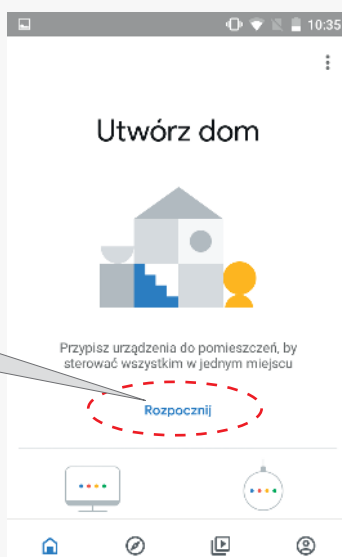 10:35
Utwórz dom
Przypisz urządzenia do pomieszczeń, by
sterować wszystkim w jednym miejscu
Rozpocznij